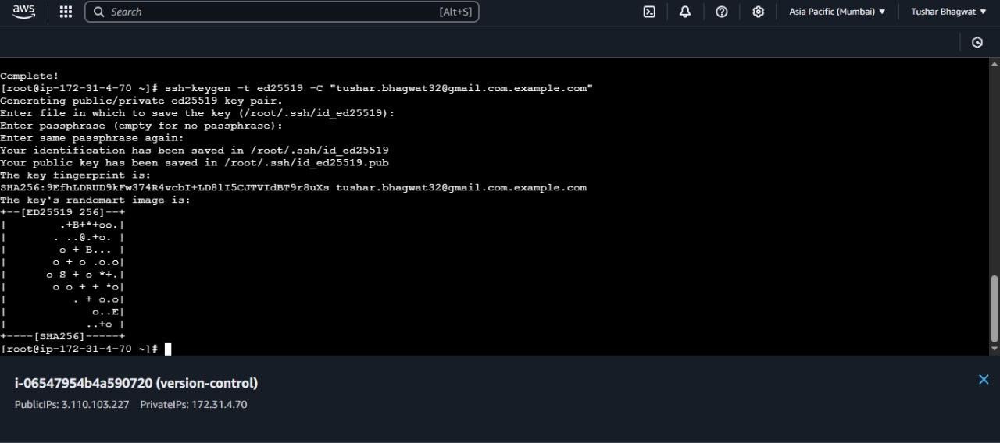 aws
Search [Alt+S] Asia Pacific (Mumbai) ▼ Tushar Bhagwat ▼
Complete!
[root@ip-172-31-4-70 ~]# ssh-keygen -t ed25519 -C "tushar.bhagwat32@gmail.com.example.com"
Generating public/private ed25519 key pair.
Enter file in which to save the key (/root/.ssh/id_ed25519):
Enter passphrase (empty for no passphrase):
Enter same passphrase again:
Your identification has been saved in /root/.ssh/id_ed25519
Your public key has been saved in /root/.ssh/id_ed25519.pub
The key fingerprint is:
SHA256:9EfhLDRUD9kFw374R4vcbI+LD8lI5CJTVIdBT9r8uXs tushar.bhagwat32@gmail.com.example.com
The key's randomart image is:
+--[ED25519 256]--+
|        .+B+*+oo.|
|       . ..@.+o. |
|        o + B... |
|       o + o .o.o|
|      o S + o *+.|
|       o o + + *o|
|          . + o.o|
|             o..E|
|            ..+o |
+----[SHA256]-----+
[root@ip-172-31-4-70 ~]#
i-06547954b4a590720 (version-control)
PublicIPs: 3.110.103.227 PrivateIPs: 172.31.4.70